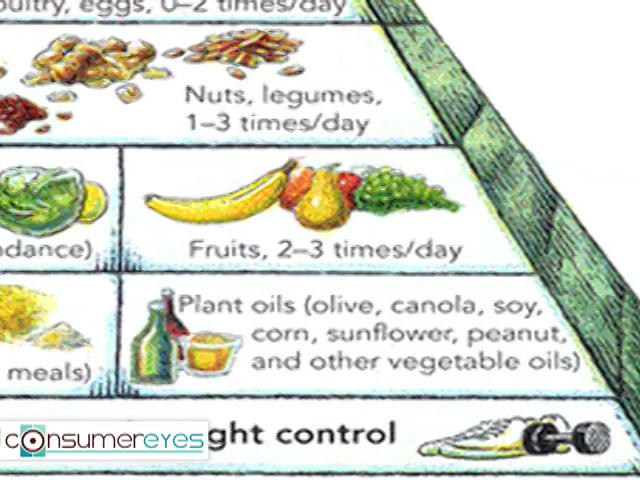 oultry, eggs, 0–2 times/day
Nuts, legumes,
1–3 times/day
ndance)
Fruits, 2–3 times/day
Plant oils (olive, canola, soy,
corn, sunflower, peanut,
and other vegetable oils)
meals)
ght control
consumereyes